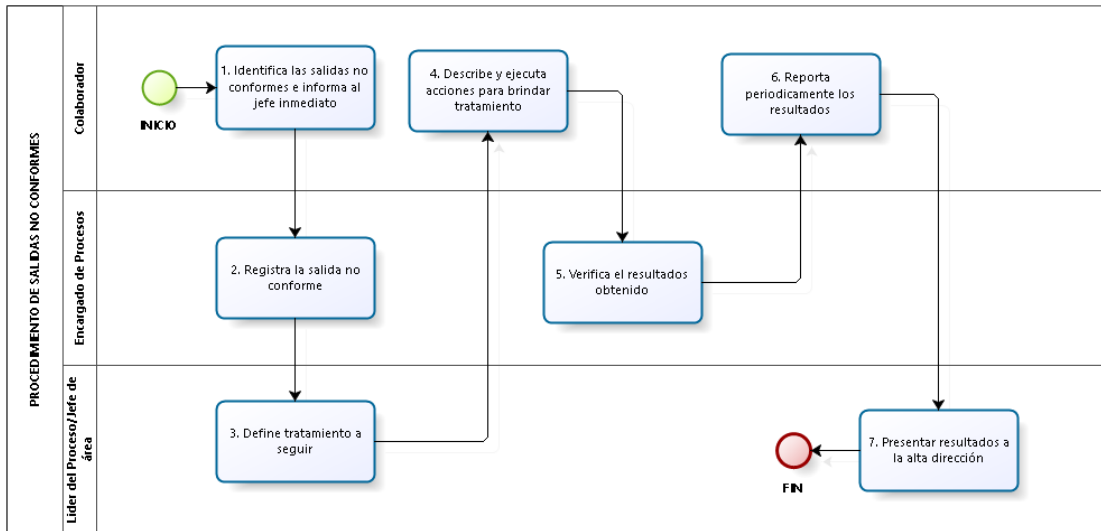 PROCEDIMIENTO DE SALIDAS NO CONFORMES
Colaborador
INICIO
1. Identifica las salidas no
conformes e informa al
jefe inmediato
4. Describe y ejecuta
acciones para brindar
tratamiento
6. Reporta
periodicamente los
resultados
Encargado de Procesos
2. Registra la salida no
conforme
5. Verifica el resultados
obtenido
Lider del Proceso/Jefe de
área
3. Define tratamiento a
seguir
FIN
7. Presentar resultados a
la alta dirección